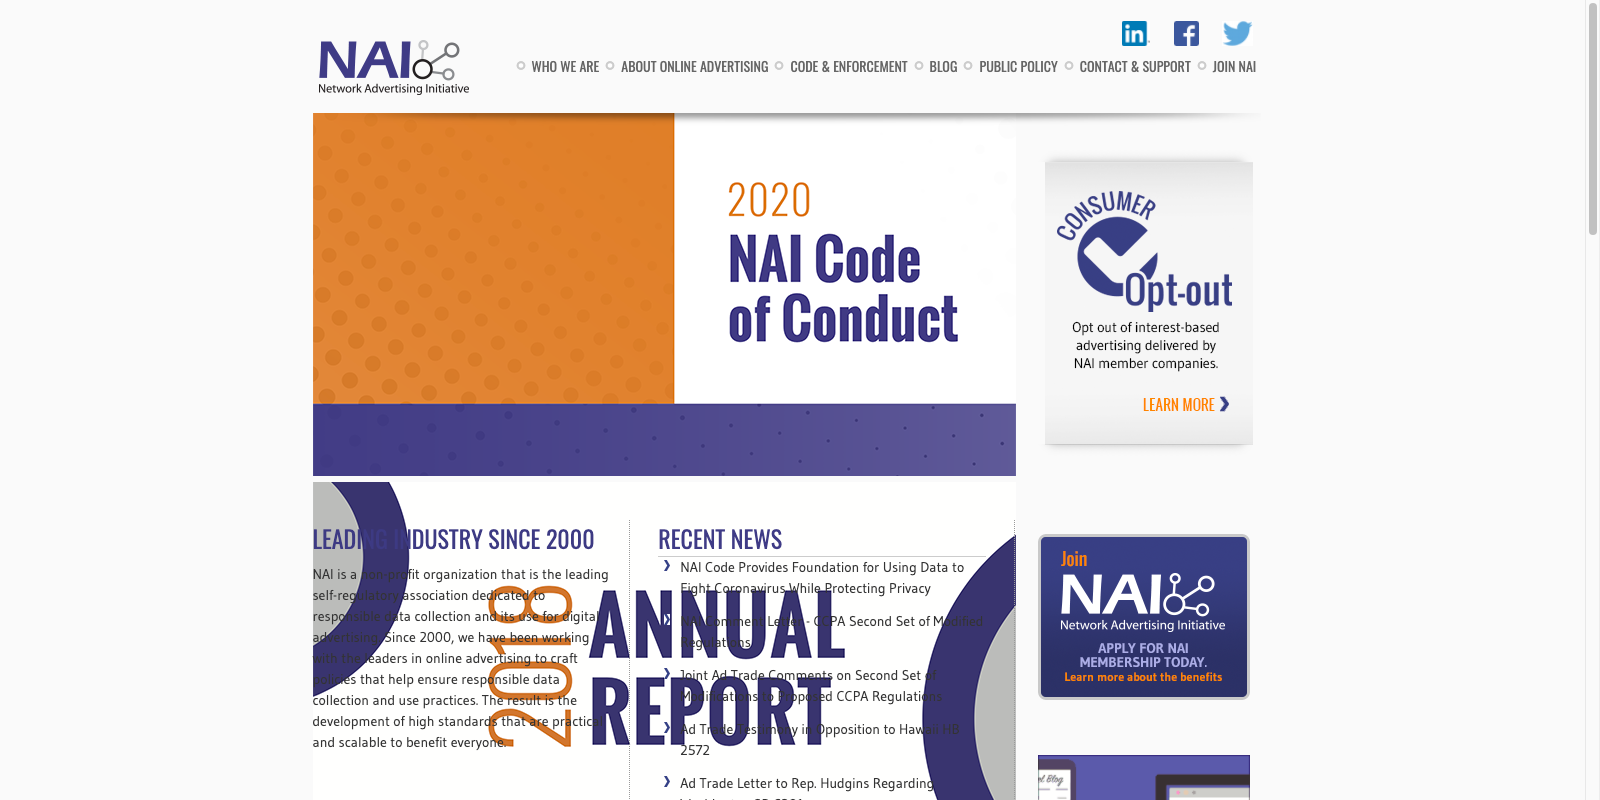 NAI
Network Advertising Initiative
WHO WE ARE
ABOUT ONLINE ADVERTISING
CODE & ENFORCEMENT
BLOG
PUBLIC POLICY
CONTACT & SUPPORT
JOIN NAI
2020
NAI Code
of Conduct
CONSUMER
Opt-out
Opt out of interest-based
advertising delivered by
NAI member companies.
LEARN MORE
LEADING INDUSTRY SINCE 2000
NAI is a non-profit organization that is the leading
self-regulatory association dedicated to
responsible data collection and its use for digital
advertising. Since 2000, we have been working
with the leaders in online advertising to craft
policies that help ensure responsible data
collection and use practices. The result is the
development of high standards that are practical
and scalable to benefit everyone.
2018
ANNUAL
REPORT
RECENT NEWS
NAI Code Provides Foundation for Using Data to
Fight Coronavirus While Protecting Privacy
NAI Comment Letter - CCPA Second Set of Modified
Regulations
Joint Ad Trade Comments on Second Set of
Modifications to Proposed CCPA Regulations
Ad Trade Testimony in Opposition to Hawaii HB
2572
Ad Trade Letter to Rep. Hudgins Regarding
Join
NAI
Network Advertising Initiative
APPLY FOR NAI
MEMBERSHIP TODAY.
Learn more about the benefits
Blog